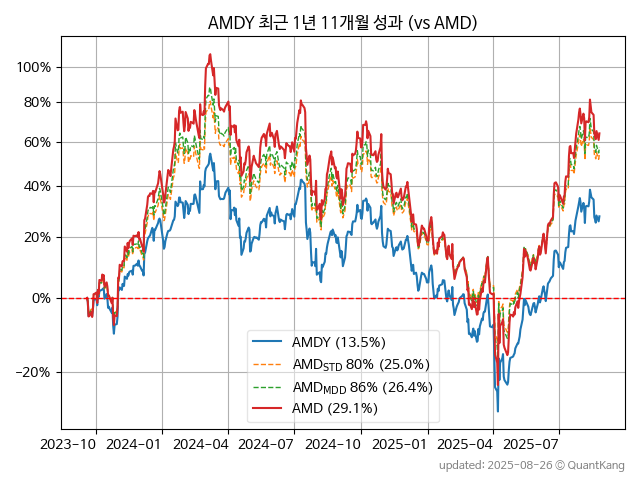 AMDY 최근 1년 11개월 성과 (vs AMD)
100%
80%
60%
40%
20%
0%
−20%
AMDY (13.5%)
AMD_STD 80% (25.0%)
AMD_MDD 86% (26.4%)
AMD (29.1%)
2023−10 2024−01 2024−04 2024−07 2024−10 2025−01 2025−04 2025−07
updated: 2025-08-26 © QuantKang